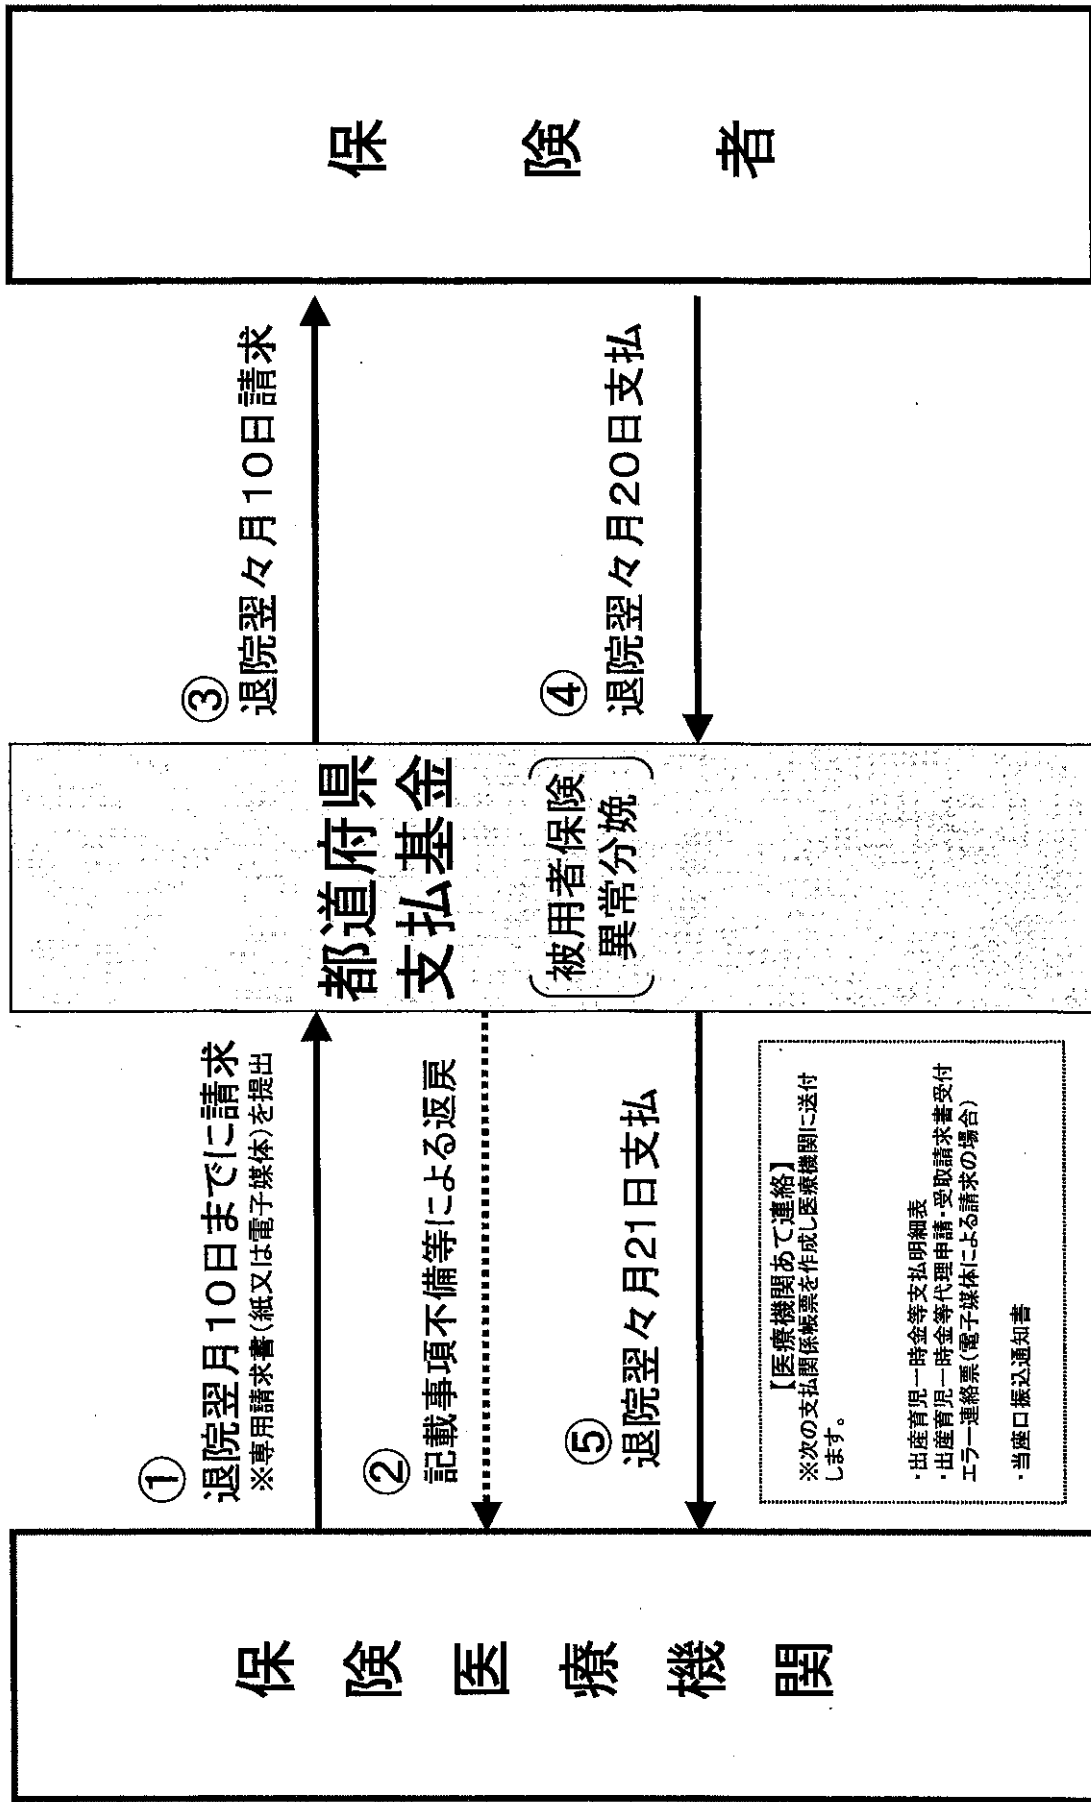 保険医療機関
①
退院翌月10日までに請求
※専用請求書(紙又は電子媒体)を提出
②
記載事項不備等による返戻
⑤
退院翌々月21日支払
【医療機関あて連絡】
※次の支払関係帳票を作成し医療機関に送付
します。
・出産育児一時金等支払明細表
・出産育児一時金等代理申請・受取請求書受付
エラー連絡票(電子媒体による請求の場合)
・当座口振込通知書
都道府県
支払基金
被用者保険
異常分娩
③
退院翌々月10日請求
④
退院翌々月20日支払
保険者